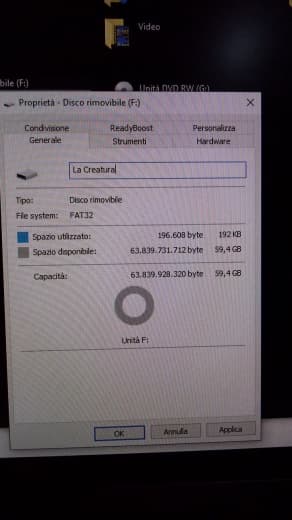 Video
bile (F:)
Unità DVD RW (G:)
Proprietà - Disco rimovibile (F:)
Condivisione ReadyBoost Personalizza
Generale Strumenti Hardware
La Creatura
Tipo: Disco rimovibile
File system: FAT32
Spazio utilizzato: 196.608 byte 192 KB
Spazio disponibile: 63.839.731.712 byte 59,4 GB
Capacità: 63.839.928.320 byte 59,4 GB
Unità F:
OK Annulla Applica